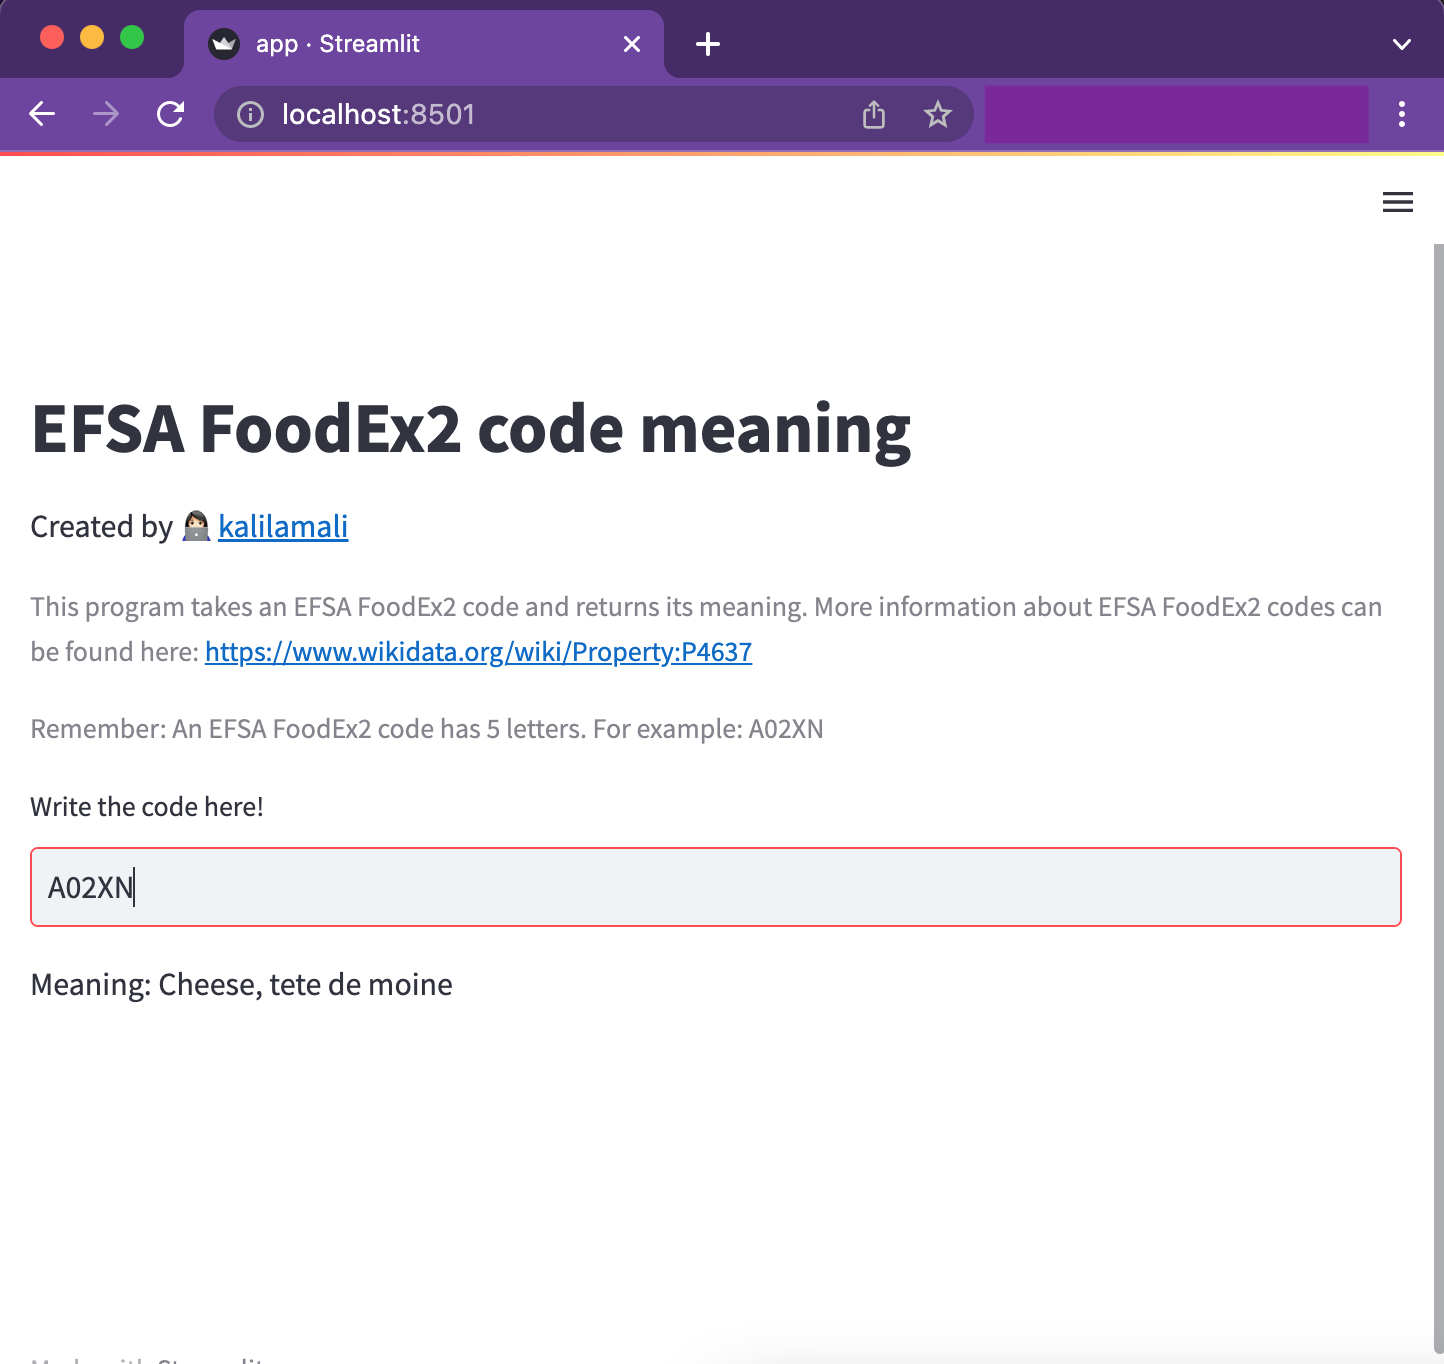 app · Streamlit
localhost:8501
EFSA FoodEx2 code meaning
Created by 👩🏻‍💻 kalilamali
This program takes an EFSA FoodEx2 code and returns its meaning. More information about EFSA FoodEx2 codes can
be found here: https://www.wikidata.org/wiki/Property:P4637
Remember: An EFSA FoodEx2 code has 5 letters. For example: A02XN
Write the code here!
A02XN
Meaning: Cheese, tete de moine
Made with Streamlit